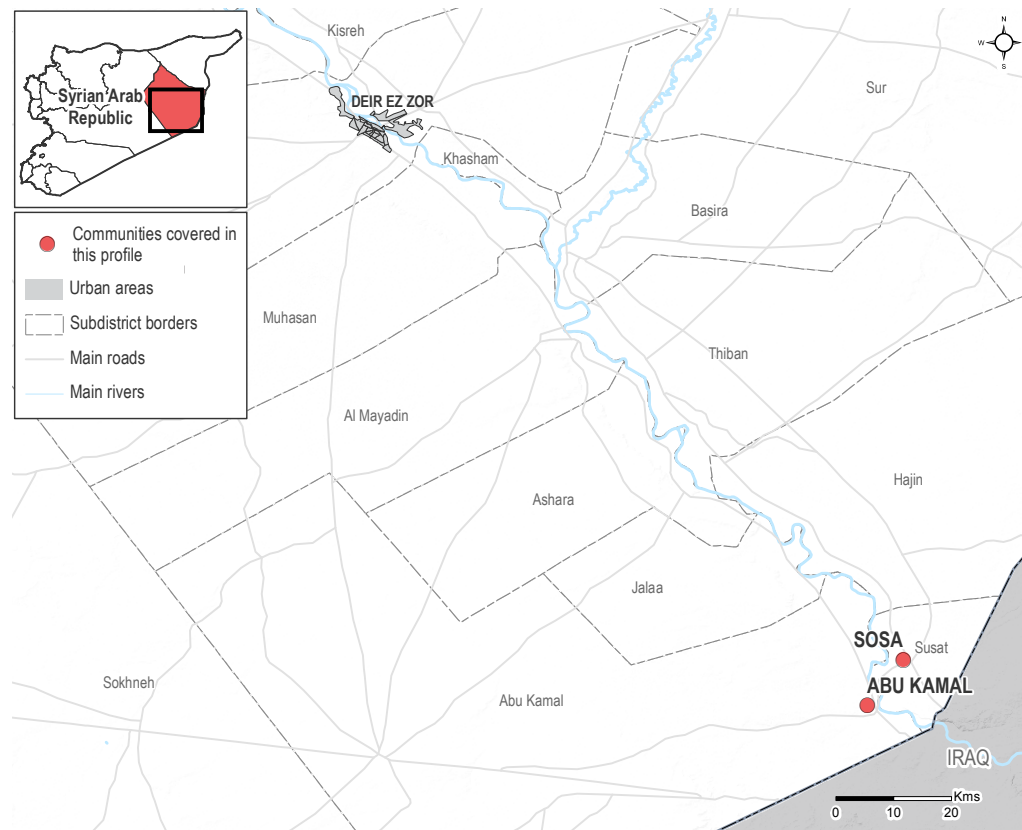 Syrian Arab
Republic
Communities covered in
this profile
Urban areas
Subdistrict borders
Main roads
Main rivers
N
W
E
S
Kisreh
DEIR EZ ZOR
Sur
Khasham
Basira
Muhasan
Thiban
Al Mayadin
Hajin
Ashara
Jalaa
SOSA
Susat
Sokhneh
ABU KAMAL
Abu Kamal
IRAQ
Kms
0
10
20